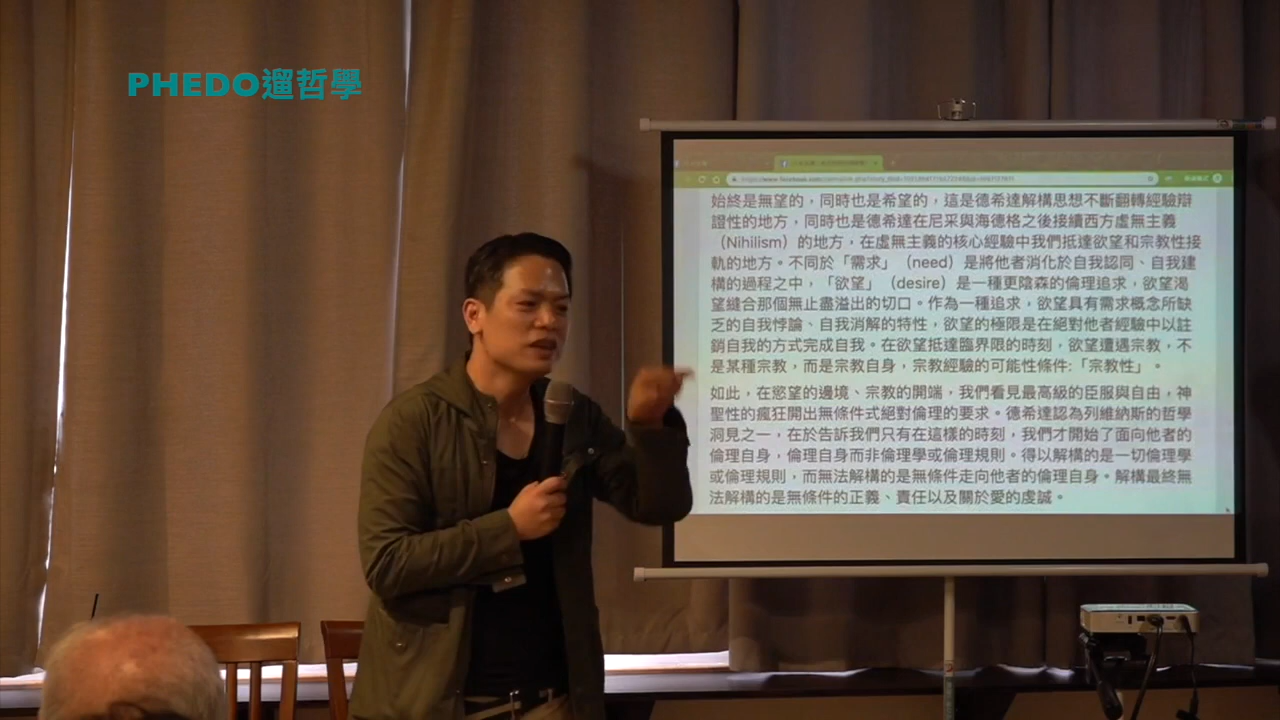 PHEDO遛哲學
始終是無望的，同時也是希望的，這是德希達解構思想不斷翻轉經驗辯
證性的地方，同時也是德希達在尼采與海德格之後接續西方虛無主義
（Nihilism）的地方，在虛無主義的核心經驗中我們抵達欲望和宗教性接
軌的地方。不同於「需求」（need）是將他者消化於自我認同、自我建
構的過程之中，「欲望」（desire）是一種更陰森的倫理追求，欲望渴
望縫合那個無止盡溢出的切口。作為一種追求，欲望具有需求概念所缺
乏的自我悖論、自我消解的特性，欲望的極限是在絕對他者經驗中以註
銷自我的方式完成自我。在欲望抵達臨界限的時刻，欲望遭遇宗教，不
是某種宗教，而是宗教自身，宗教經驗的可能性條件:「宗教性」。
如此，在慾望的邊境、宗教的開端，我們看見最高級的臣服與自由，神
聖性的瘋狂開出無條件式絕對倫理的要求。德希達認為列維納斯的哲學
洞見之一，在於告訴我們只有在這樣的時刻，我們才開始了面向他者的
倫理自身，倫理自身而非倫理學或倫理規則。得以解構的是一切倫理學
或倫理規則，而無法解構的是無條件走向他者的倫理自身。解構最終無
法解構的是無條件的正義、責任以及關於愛的虔誠。